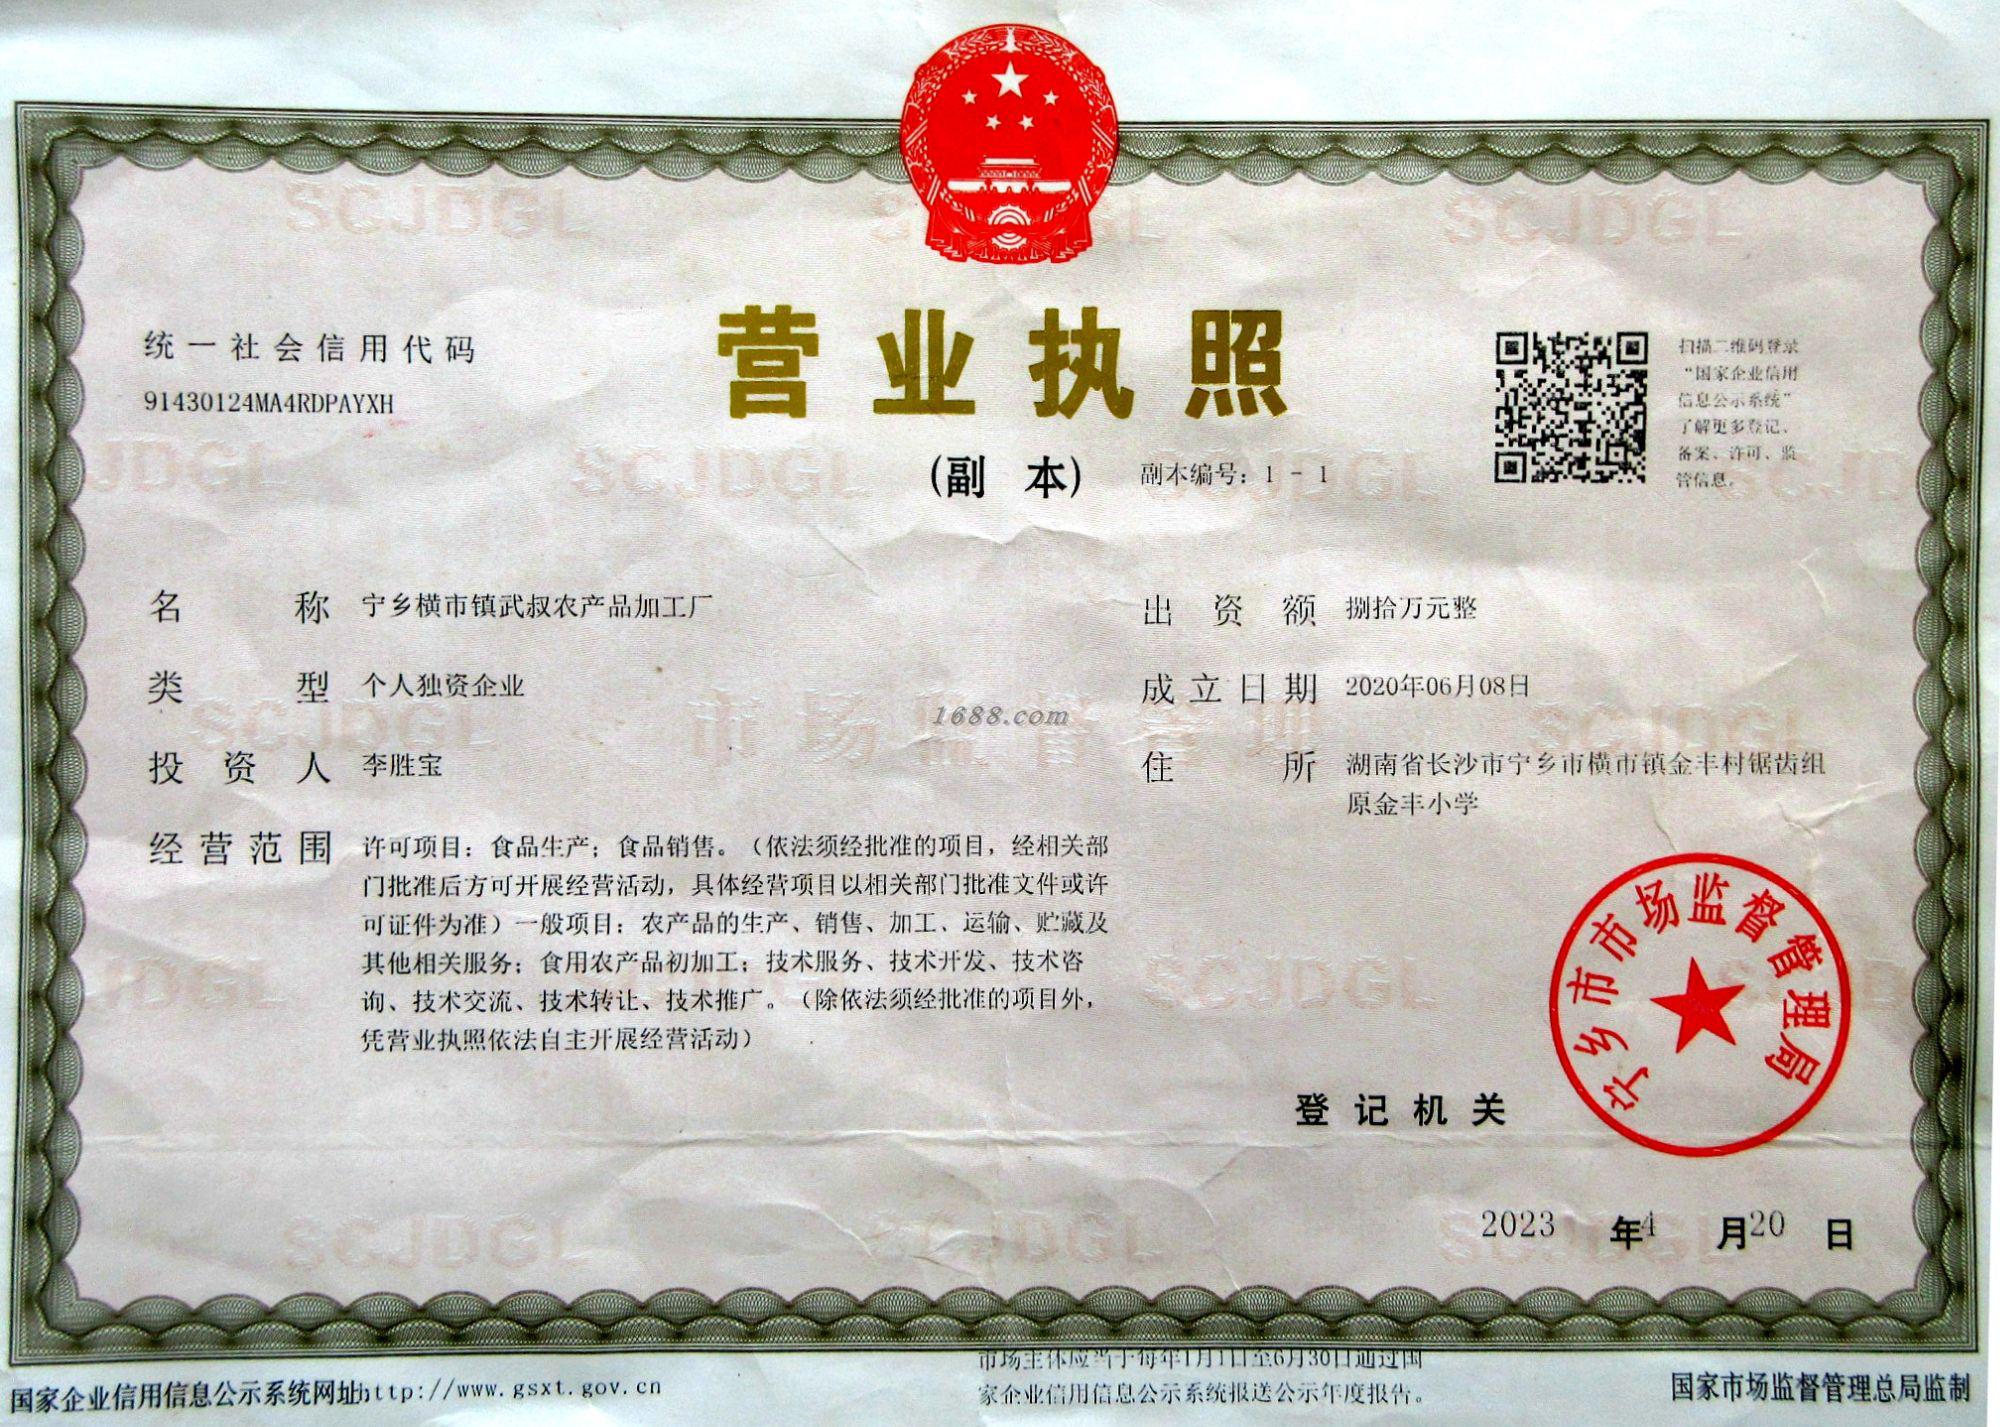 营业执照
(副 本) 副本编号：1 - 1
统一社会信用代码
91430124MA4RDPAYXH
扫描二维码登录
“国家企业信用
信息公示系统”
了解更多登记、
备案、许可、监
管信息。
名 称 宁乡横市镇武叔农产品加工厂
类 型 个人独资企业
投 资 人 李胜宝
经营范围 许可项目：食品生产；食品销售。（依法须经批准的项目，经相关部
门批准后方可开展经营活动，具体经营项目以相关部门批准文件或许
可证件为准）一般项目：农产品的生产、销售、加工、运输、贮藏及
其他相关服务；食用农产品初加工；技术服务、技术开发、技术咨
询、技术交流、技术转让、技术推广。（除依法须经批准的项目外，
凭营业执照依法自主开展经营活动）
出 资 额 捌拾万元整
成立日期 2020年06月08日
住 所 湖南省长沙市宁乡市横市镇金丰村锯齿组
原金丰小学
1688.com
登记机关
宁乡市市场监督管理局
2023 年4 月20 日
国家企业信用信息公示系统网址http://www.gsxt.gov.cn
市场主体应当于每年1月1日至6月30日通过国
家企业信用信息公示系统报送公示年度报告。
国家市场监督管理总局监制
SCJDGL